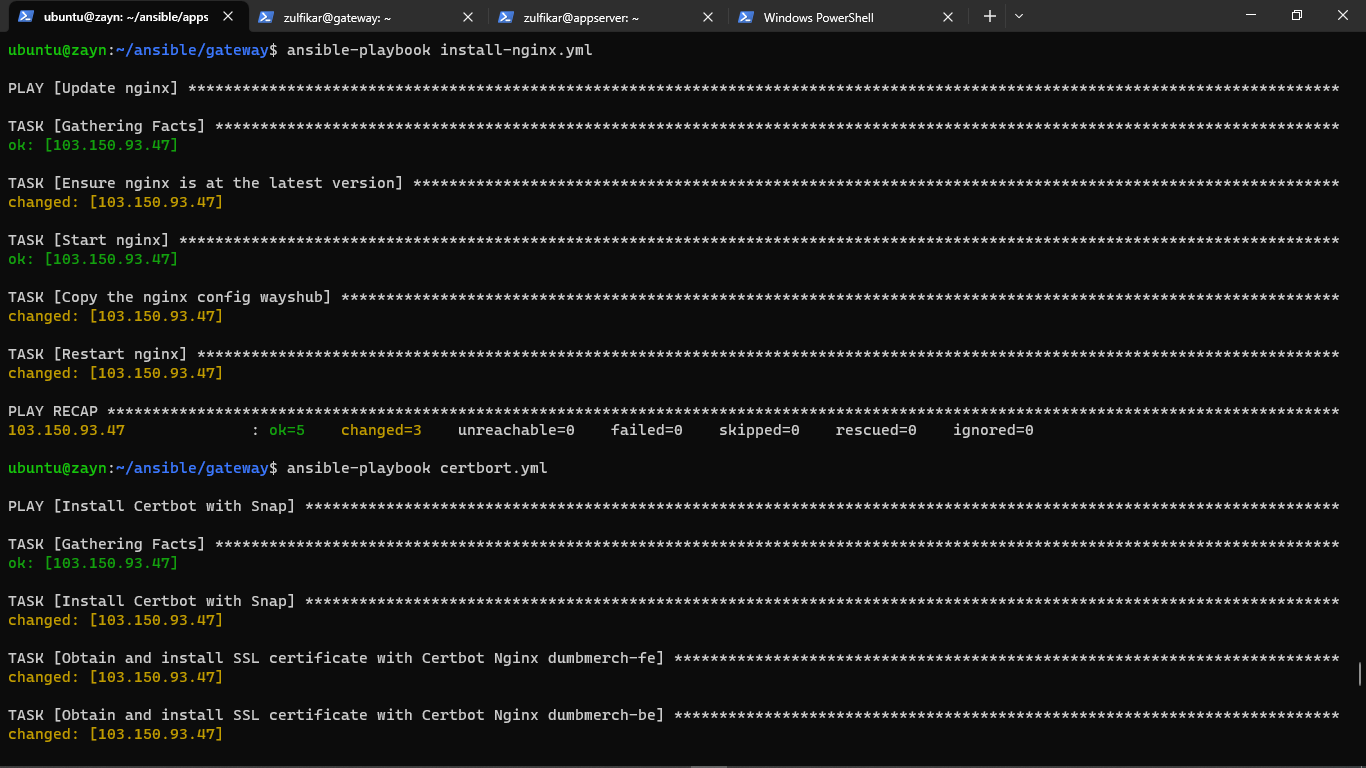 ubuntu@zayn: ~/ansible/apps
zulfikar@gateway: ~
zulfikar@appserver: ~
Windows PowerShell
ubuntu@zayn:~/ansible/gateway$ ansible-playbook install-nginx.yml
PLAY [Update nginx] ********************************************************************************************************************************
TASK [Gathering Facts] *****************************************************************************************************************************
ok: [103.150.93.47]
TASK [Ensure nginx is at the latest version] *******************************************************************************************************
changed: [103.150.93.47]
TASK [Start nginx] *********************************************************************************************************************************
ok: [103.150.93.47]
TASK [Copy the nginx config wayshub] ***************************************************************************************************************
changed: [103.150.93.47]
TASK [Restart nginx] *******************************************************************************************************************************
changed: [103.150.93.47]
PLAY RECAP *****************************************************************************************************************************************
103.150.93.47              : ok=5    changed=3    unreachable=0    failed=0    skipped=0    rescued=0    ignored=0
ubuntu@zayn:~/ansible/gateway$ ansible-playbook certbort.yml
PLAY [Install Certbot with Snap] *******************************************************************************************************************
TASK [Gathering Facts] *****************************************************************************************************************************
ok: [103.150.93.47]
TASK [Install Certbot with Snap] *******************************************************************************************************************
changed: [103.150.93.47]
TASK [Obtain and install SSL certificate with Certbot Nginx dumbmerch-fe] **************************************************************************
changed: [103.150.93.47]
TASK [Obtain and install SSL certificate with Certbot Nginx dumbmerch-be] **************************************************************************
changed: [103.150.93.47]